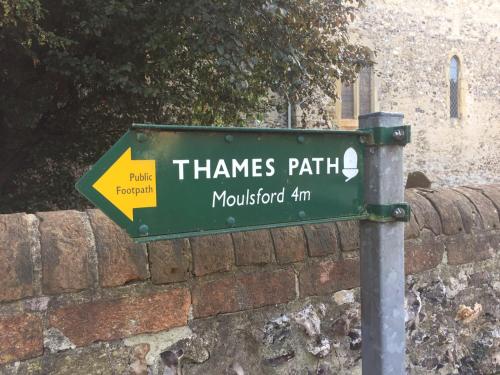 Public
Footpath
THAMES PATH
Moulsford 4m